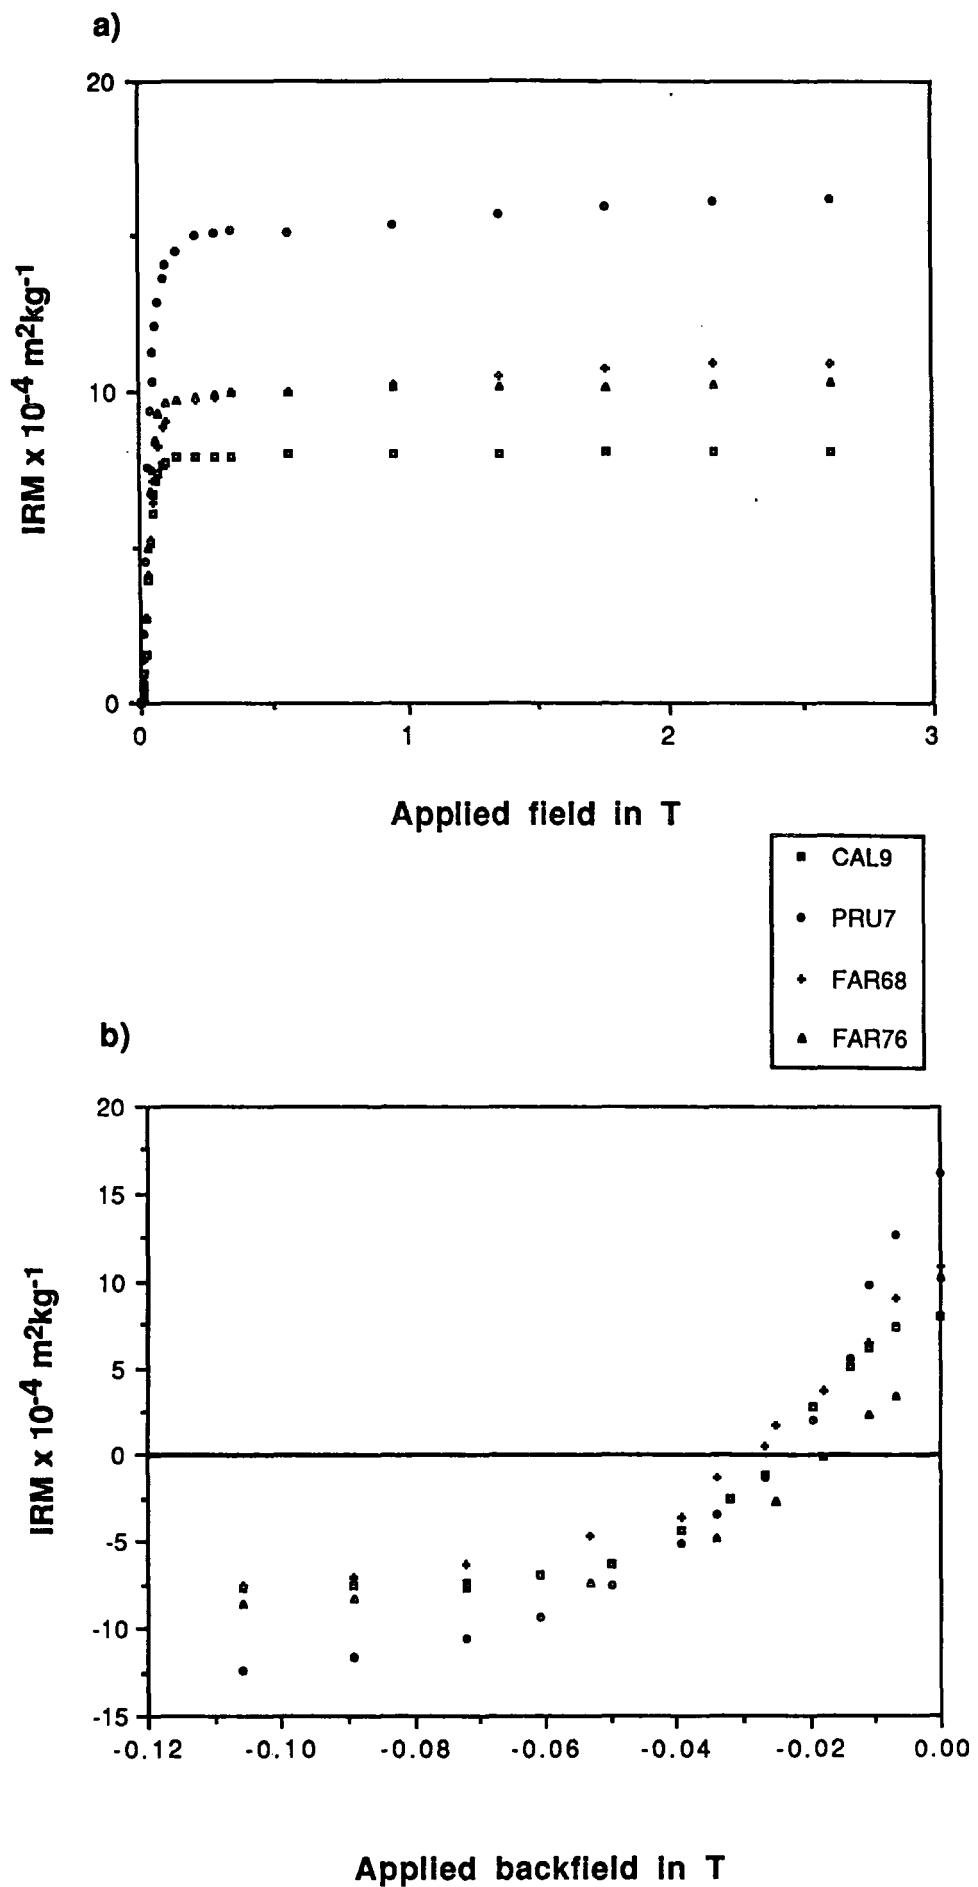 a)
20
10
0
IRM x 10⁻⁴ m²kg⁻¹
0 1 2 3
Applied field in T
CAL9
PRU7
FAR68
FAR76
b)
20
15
10
5
0
-5
-10
-15
IRM x 10⁻⁴ m²kg⁻¹
-0.12 -0.10 -0.08 -0.06 -0.04 -0.02 0.00
Applied backfield in T